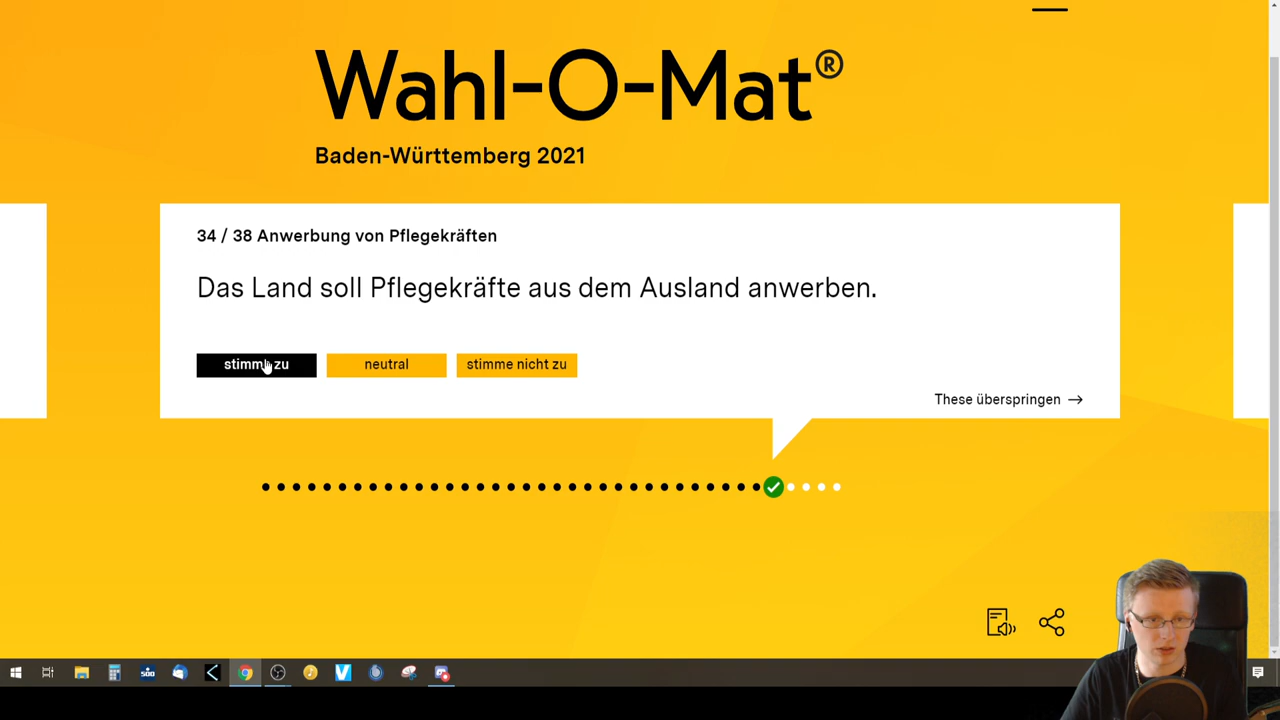 Wahl-O-Mat®
Baden-Württemberg 2021
34 / 38 Anwerbung von Pflegekräften
Das Land soll Pflegekräfte aus dem Ausland anwerben.
stimme zu
neutral
stimme nicht zu
These überspringen →
500
V